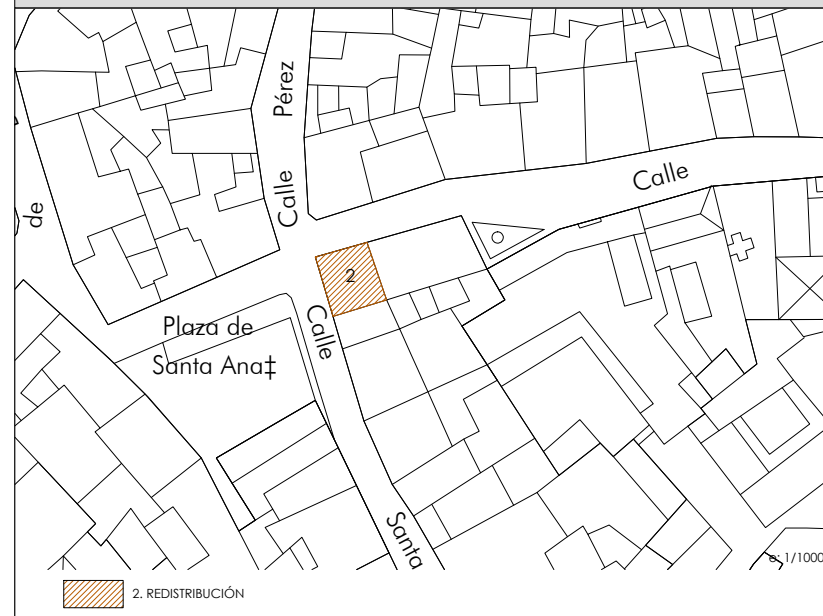 Pérez
Calle
Calle
de
2
Plaza de
Santa Ana‡
Calle
Santa
e: 1/1000
2. REDISTRIBUCIÓN